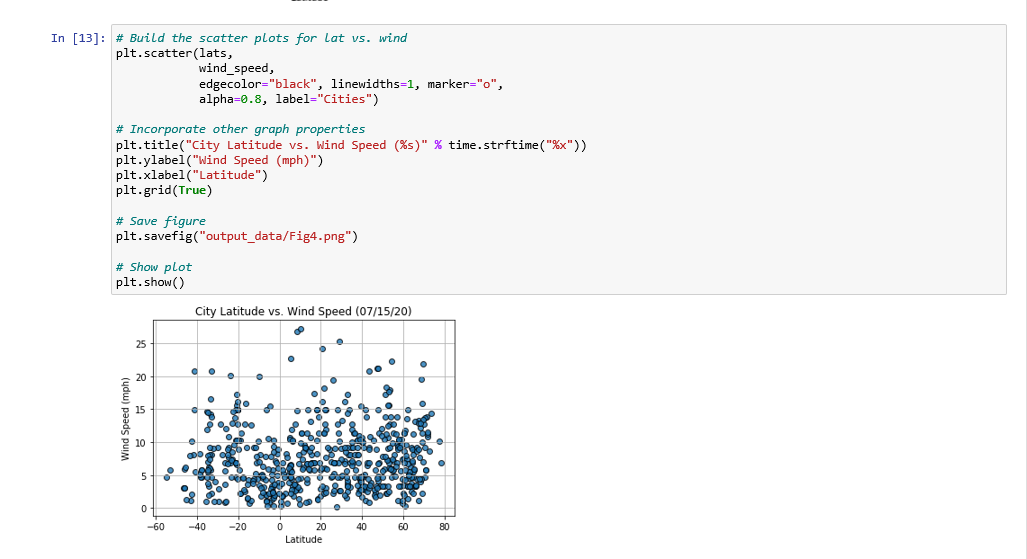 In [13]: # Build the scatter plots for lat vs. wind
plt.scatter(lats,
wind_speed,
edgecolor="black", linewidths=1, marker="o",
alpha=0.8, label="Cities")
# Incorporate other graph properties
plt.title("City Latitude vs. Wind Speed (%s)" % time.strftime("%x"))
plt.ylabel("Wind Speed (mph)")
plt.xlabel("Latitude")
plt.grid(True)
# Save figure
plt.savefig("output_data/Fig4.png")
# Show plot
plt.show()
City Latitude vs. Wind Speed (07/15/20)
Wind Speed (mph)
25
20
15
10
5
0
−60 −40 −20 0 20 40 60 80
Latitude